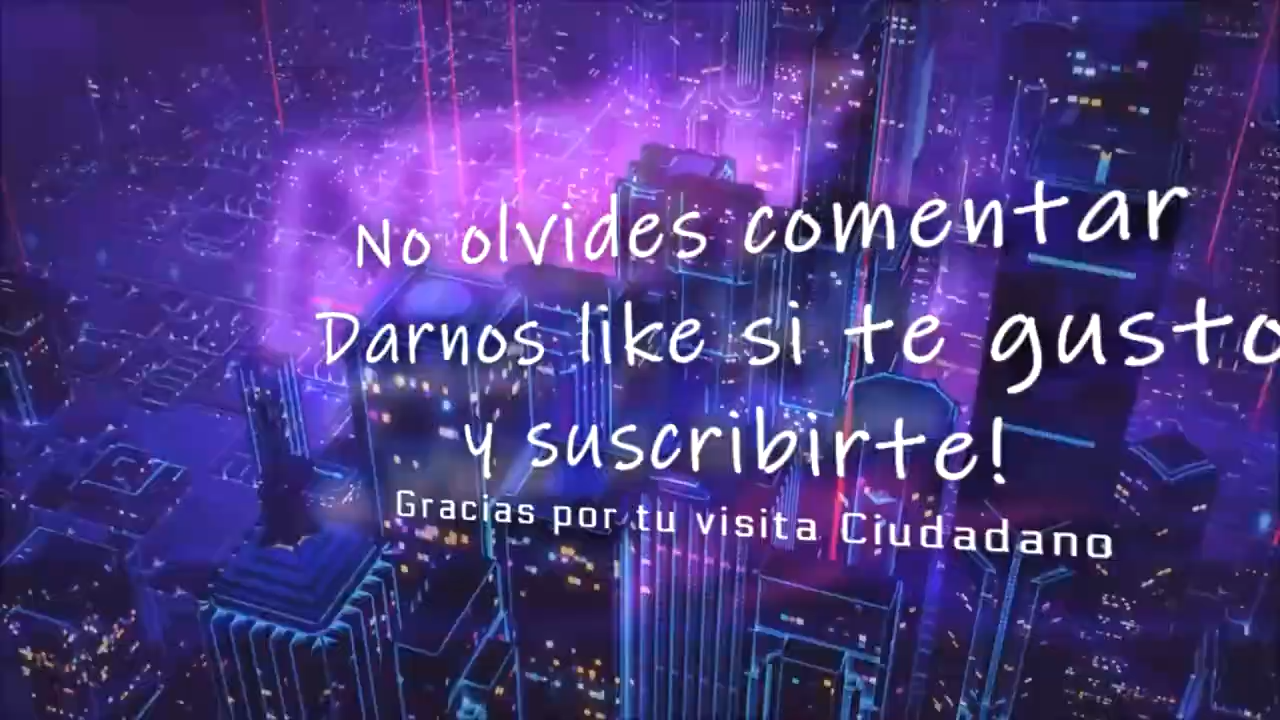 No olvides comentar
Darnos like si te gusto
y suscribirte!
Gracias por tu visita Ciudadano